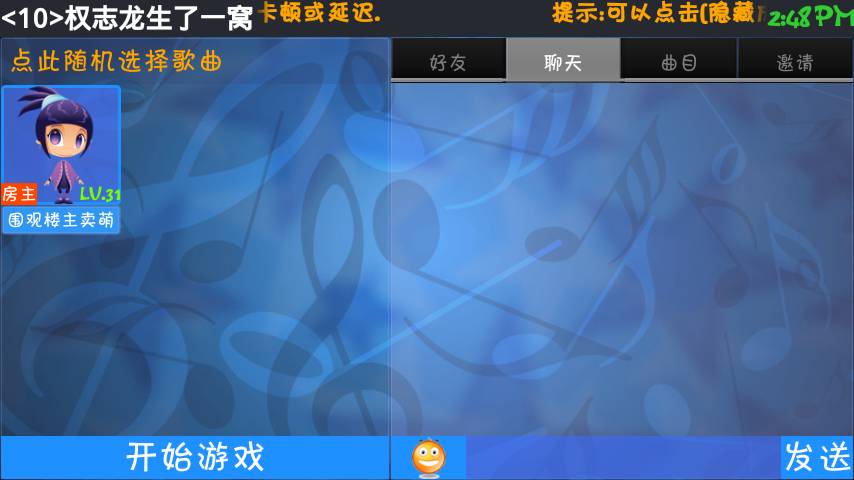 <10>权志龙生了一窝
卡顿或延迟.
提示:可以点击(隐藏
2:48PM
点此随机选择歌曲
好友
聊天
曲目
邀请
房主
LV.31
围观楼主卖萌
开始游戏
发送